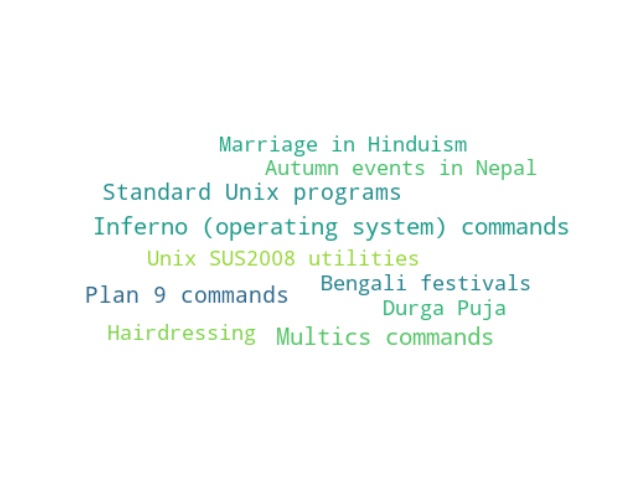 Marriage in Hinduism
Autumn events in Nepal
Standard Unix programs
Inferno (operating system) commands
Unix SUS2008 utilities
Bengali festivals
Plan 9 commands
Durga Puja
Hairdressing
Multics commands